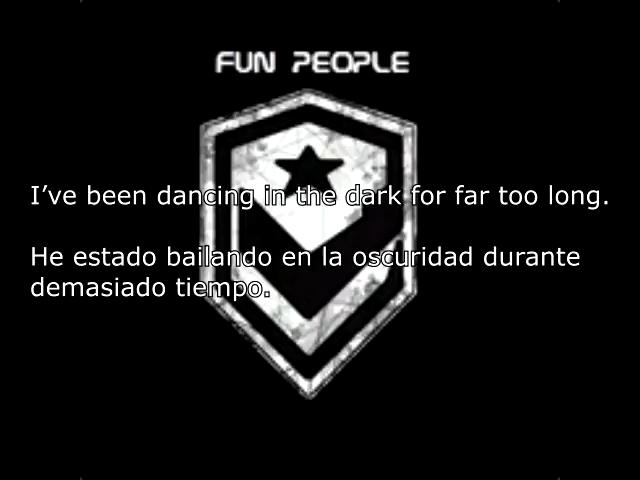 FUN PEOPLE
I’ve been dancing in the dark for far too long.
He estado bailando en la oscuridad durante
demasiado tiempo.